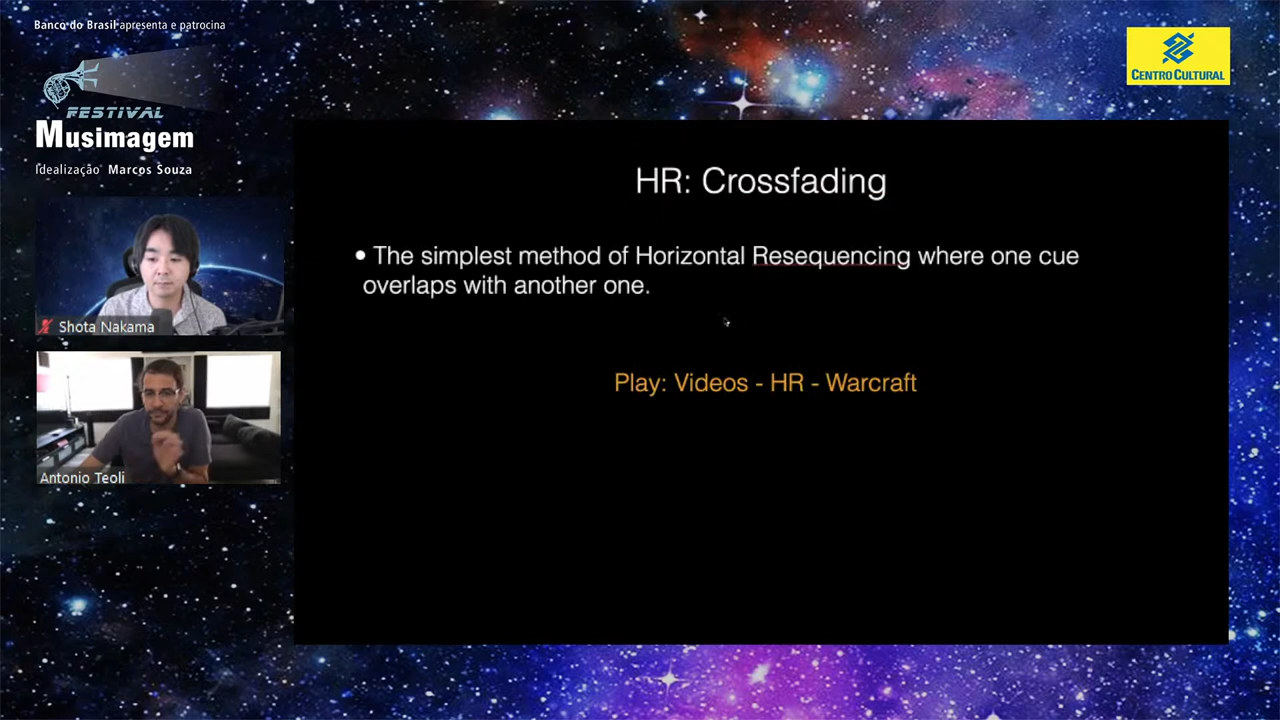 Banco do Brasil apresenta e patrocina
FESTIVAL
Musimagem
Idealização Marcos Souza
CENTRO CULTURAL
HR: Crossfading
• The simplest method of Horizontal Resequencing where one cue
overlaps with another one.
Play: Videos - HR - Warcraft
Shota Nakama
Antonio Teoli